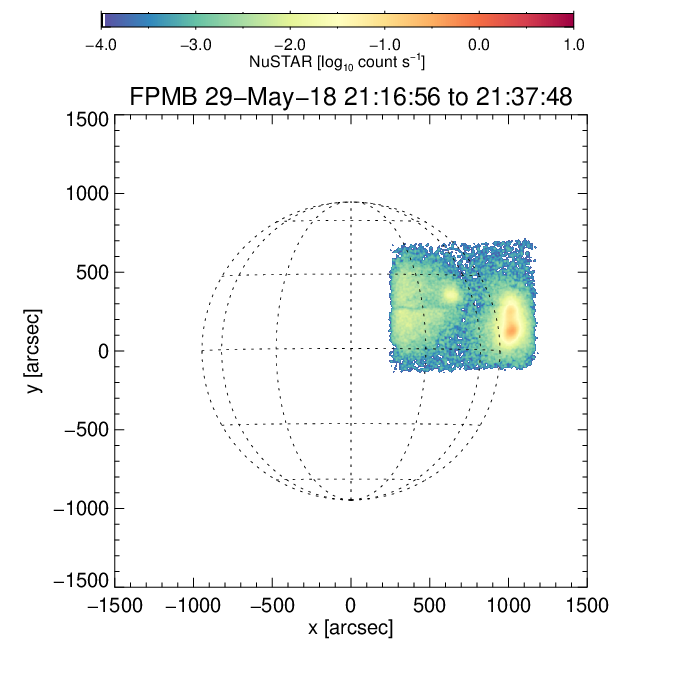 −4.0 −3.0 −2.0 −1.0 0.0 1.0
NuSTAR [log₁₀ count s⁻¹]
FPMB 29−May−18 21:16:56 to 21:37:48
1500
1000
500
0
−500
−1000
−1500
y [arcsec]
−1500 −1000 −500 0 500 1000 1500
x [arcsec]